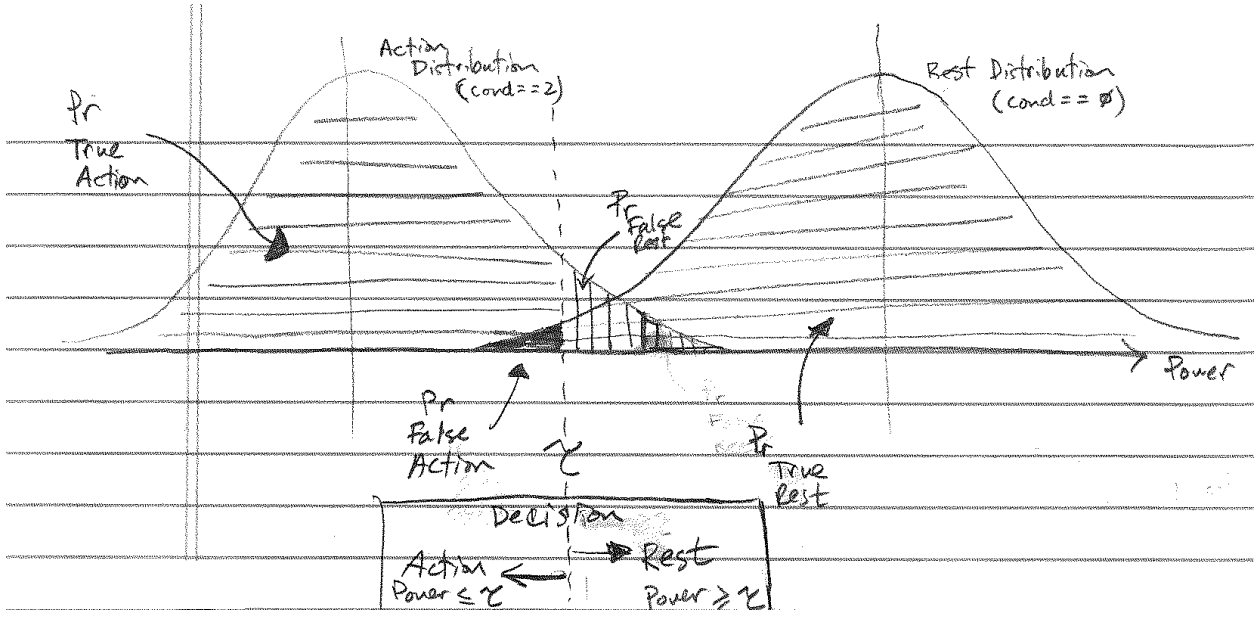 Action
Distribution
(cond==2)
Rest Distribution
(cond==∅)
Pr
True
Action
Pr
False
Rest
Power
Pr
False
Action
τ
Pr
True
Rest
Decision
Action
Power ≤ τ
Rest
Power ≥ τ